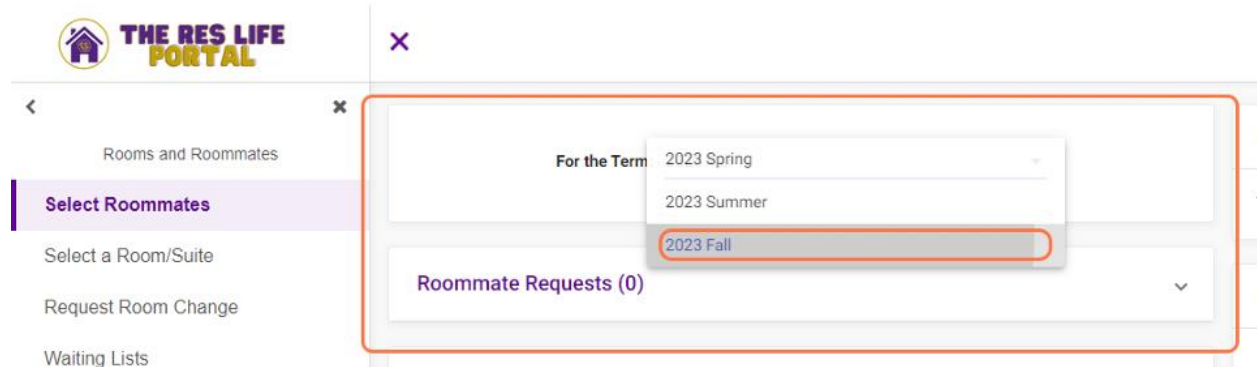 THE RES LIFE
PORTAL
Rooms and Roommates
Select Roommates
Select a Room/Suite
Request Room Change
Waiting Lists
For the Term
2023 Spring
2023 Summer
2023 Fall
Roommate Requests (0)